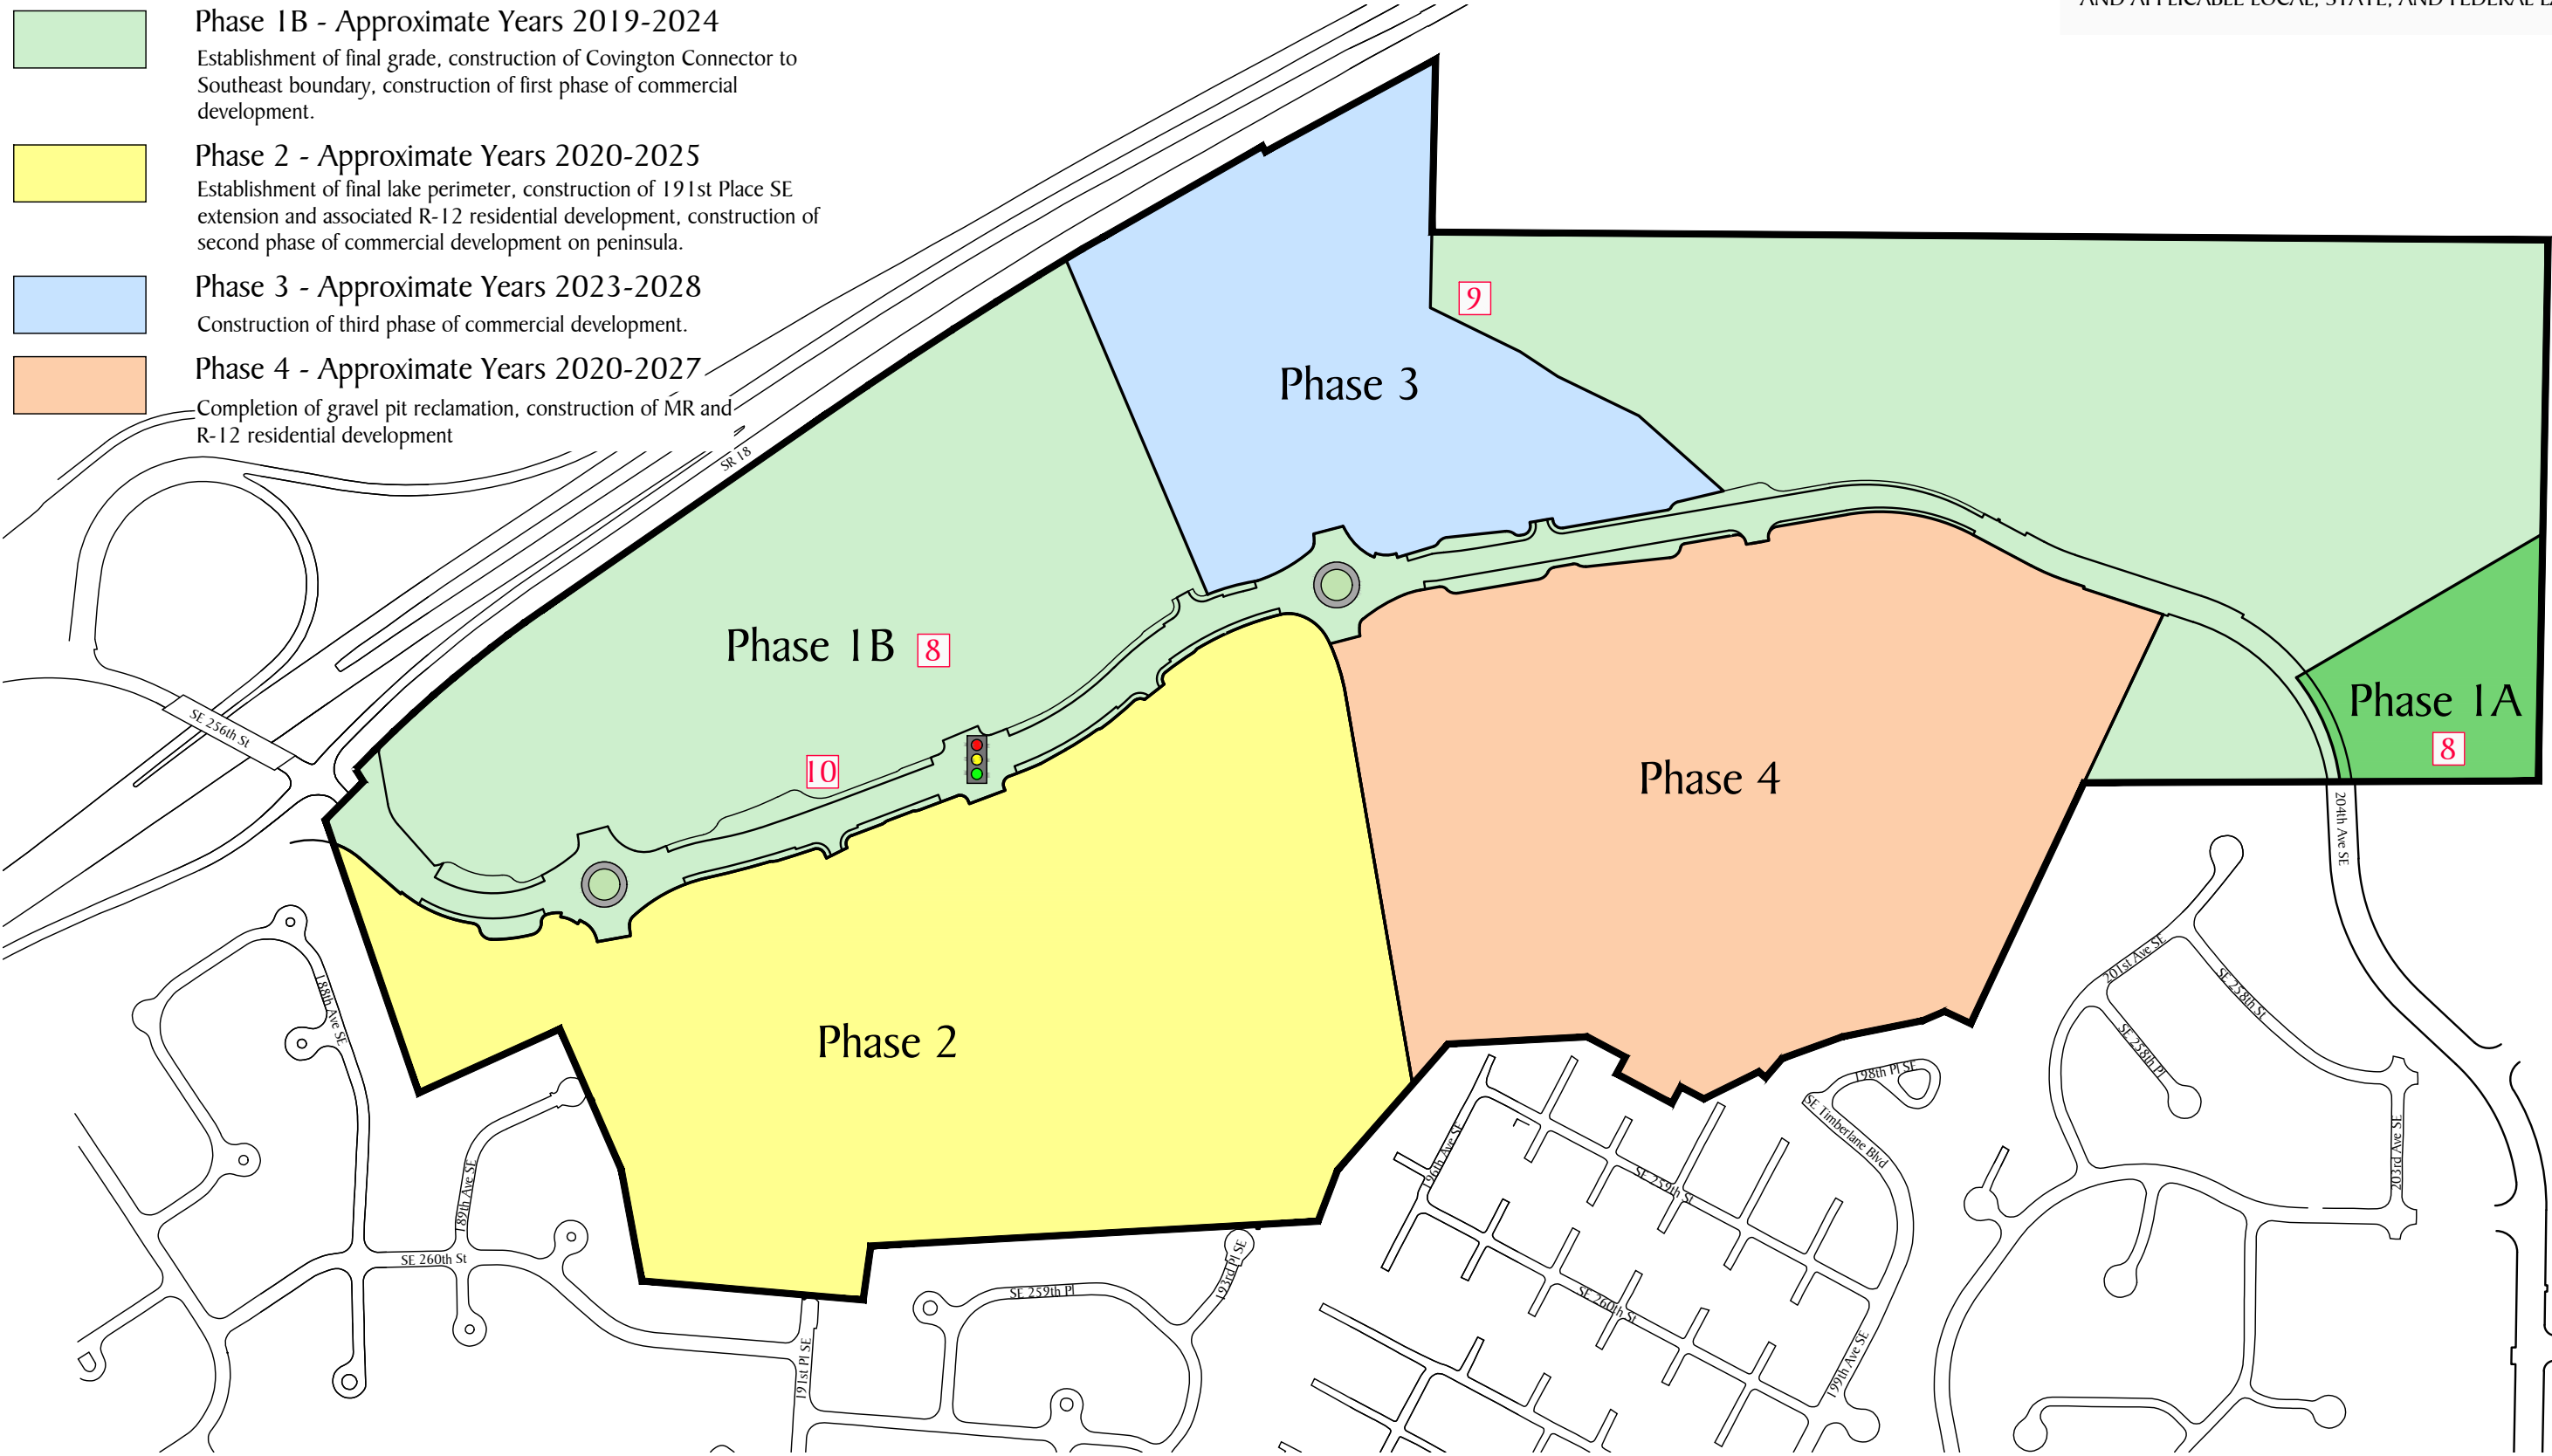 AND APPLICABLE LOCAL, STATE, AND FEDERAL
Phase 1B - Approximate Years 2019-2024
Establishment of final grade, construction of Covington Connector to
Southeast boundary, construction of first phase of commercial
development.
Phase 2 - Approximate Years 2020-2025
Establishment of final lake perimeter, construction of 191st Place SE
extension and associated R-12 residential development, construction of
second phase of commercial development on peninsula.
Phase 3 - Approximate Years 2023-2028
Construction of third phase of commercial development.
Phase 4 - Approximate Years 2020-2027
Completion of gravel pit reclamation, construction of MR and
R-12 residential development
SR 18
9
Phase 3
SE 256th St
Phase 1B
8
10
Phase 1A
8
Phase 4
Phase 2
204th Ave SE
188th Ave SE
189th Ave SE
SE 260th St
191st Pl SE
SE 259th Pl
193rd Pl SE
196th Ave SE
SE 259th St
SE 260th St
199th Ave SE
198th Pl SE
SE Timberlane Blvd
201st Ave SE
SE 258th St
SE 258th Pl
203rd Ave SE